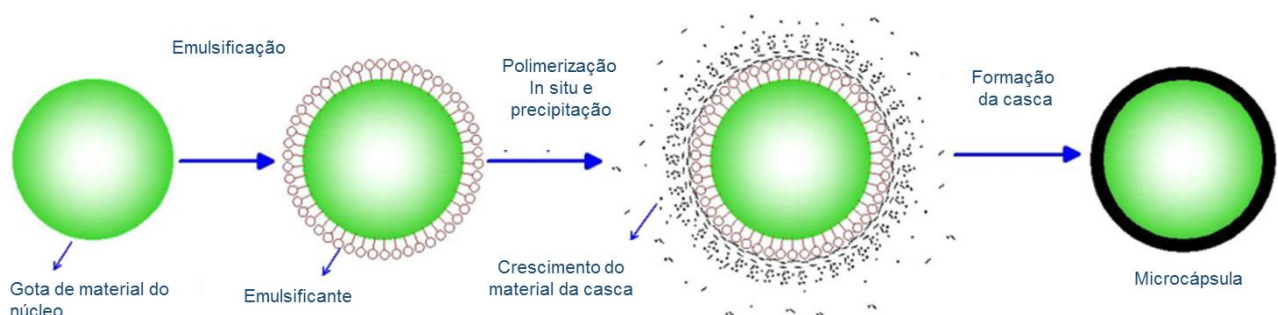 Emulsificação
Polimerização
In situ e
precipitação
Formação
da casca
Gota de material do
núcleo
Emulsificante
Crescimento do
material da casca
Microcápsula